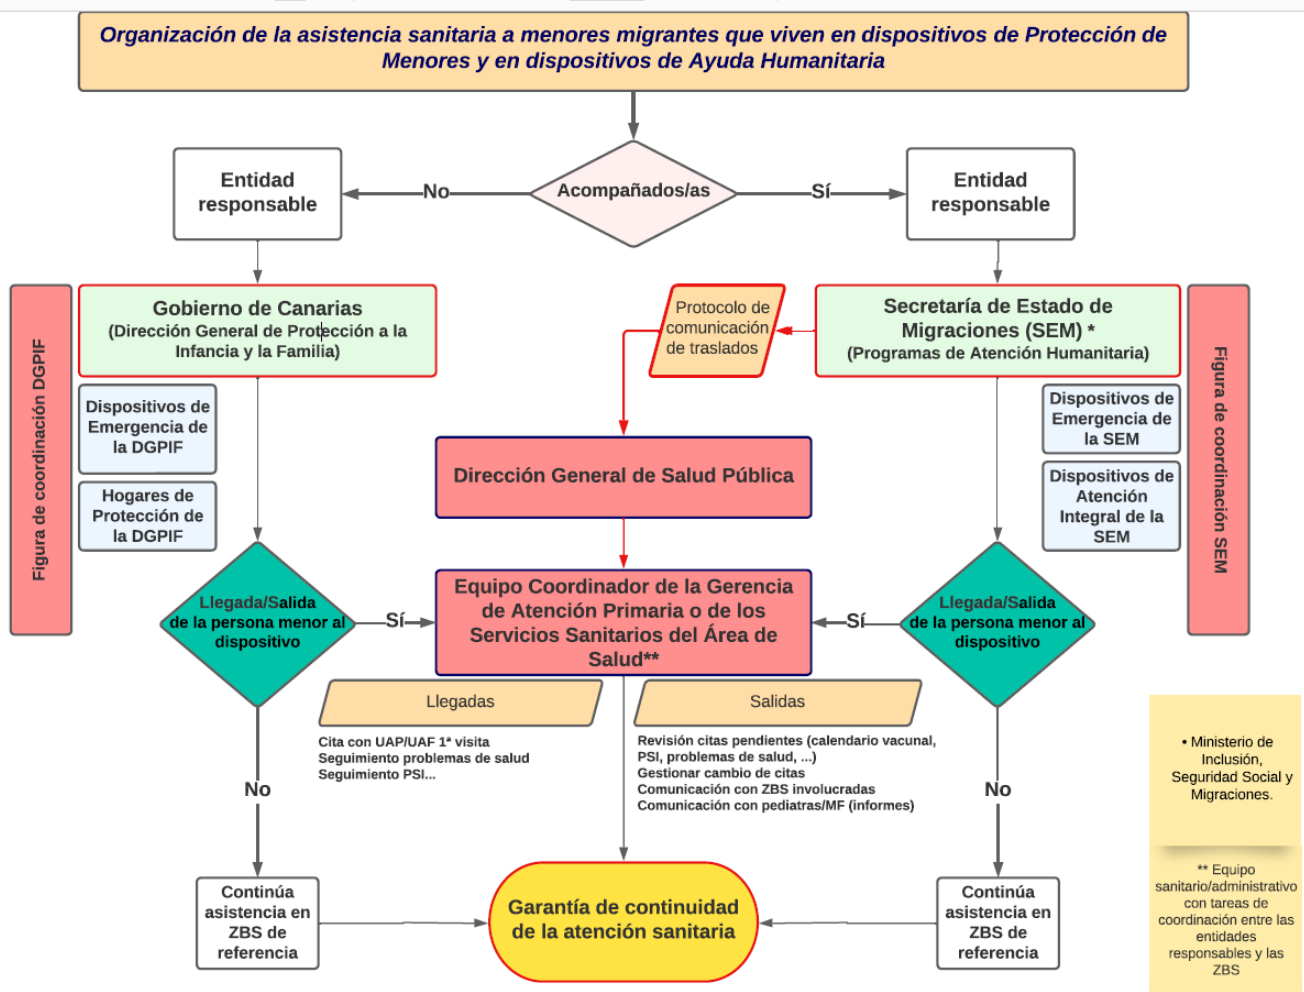 Organización de la asistencia sanitaria a menores migrantes que viven en dispositivos de Protección de
Menores y en dispositivos de Ayuda Humanitaria
Entidad
responsable
No
Acompañados/as
Sí
Entidad
responsable
Figura de coordinación DGPIF
Gobierno de Canarias
(Dirección General de Protección a la
Infancia y la Familia)
Protocolo de
comunicación
de traslados
Secretaría de Estado de
Migraciones (SEM) *
(Programas de Atención Humanitaria)
Figura de coordinación SEM
Dispositivos de
Emergencia de
la DGPIF
Hogares de
Protección de
la DGPIF
Dispositivos de
Emergencia de
la SEM
Dispositivos de
Atención
Integral de la
SEM
Dirección General de Salud Pública
Llegada/Salida
de la persona menor al
dispositivo
Sí
Equipo Coordinador de la Gerencia
de Atención Primaria o de los
Servicios Sanitarios del Área de
Salud**
Sí
Llegada/Salida
de la persona menor al
dispositivo
Llegadas
Cita con UAP/UAF 1ª visita
Seguimiento problemas de salud
Seguimiento PSI...
Salidas
Revisión citas pendientes (calendario vacunal,
PSI, problemas de salud, ...)
Gestionar cambio de citas
Comunicación con ZBS involucradas
Comunicación con pediatras/MF (informes)
No
No
Continúa
asistencia en
ZBS de
referencia
Garantía de continuidad
de la atención sanitaria
Continúa
asistencia en
ZBS de
referencia
• Ministerio de
Inclusión,
Seguridad Social y
Migraciones.
** Equipo
sanitario/administrativo
con tareas de
coordinación entre las
entidades
responsables y las
ZBS